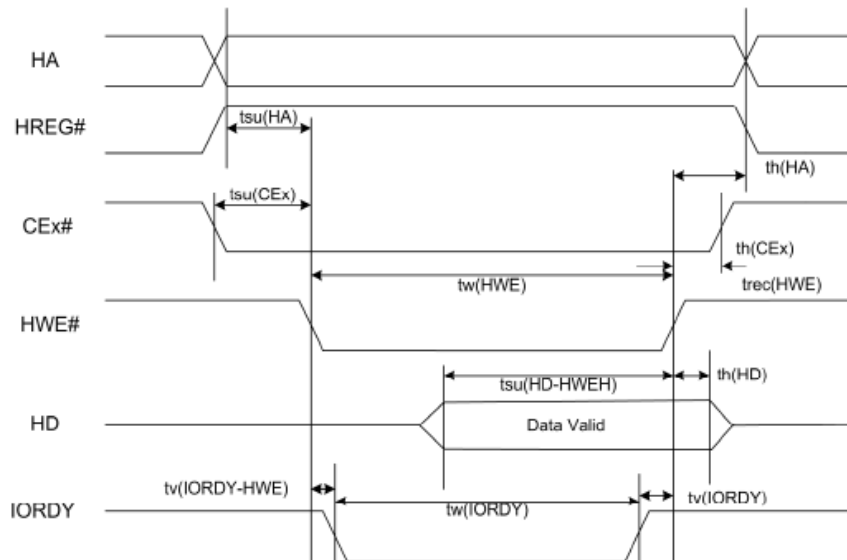 HA
tsu(HA)
HREG#
th(HA)
tsu(CEx)
CEx#
th(CEx)
tw(HWE)
trec(HWE)
HWE#
tsu(HD-HWEH)
th(HD)
HD
Data Valid
tv(IORDY-HWE)
tw(IORDY)
tv(IORDY)
IORDY